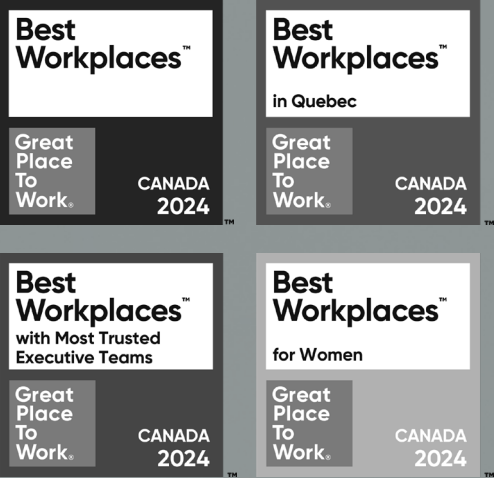 Best
Workplaces™
Great
Place
To
Work®
CANADA
2024
™
Best
Workplaces™
in Quebec
Great
Place
To
Work®
CANADA
2024
™
Best
Workplaces™
with Most Trusted
Executive Teams
Great
Place
To
Work®
CANADA
2024
™
Best
Workplaces™
for Women
Great
Place
To
Work®
CANADA
2024
™